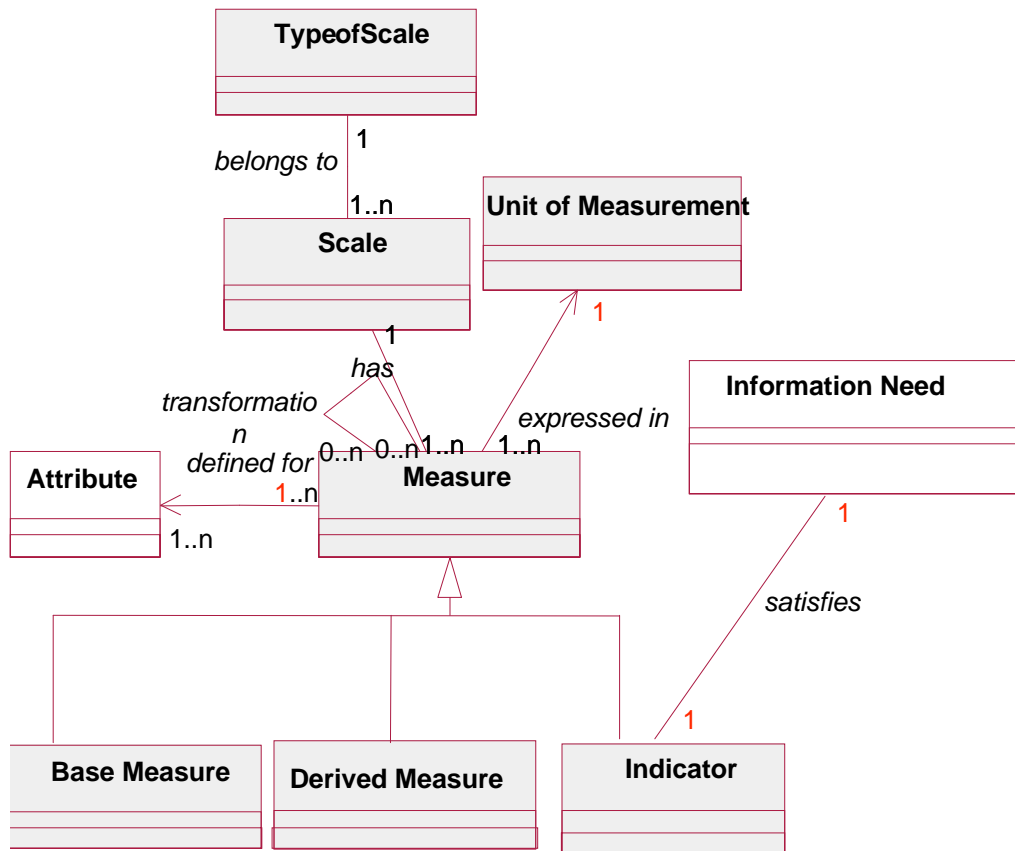 TypeofScale
1
belongs to
1..n
Unit of Measurement
Scale
1
1
has
Information Need
transformatio
n
expressed in
0..n 0..n 1..n 1..n
defined for
Attribute
Measure
1..n
1
1..n
satisfies
1
Base Measure
Derived Measure
Indicator